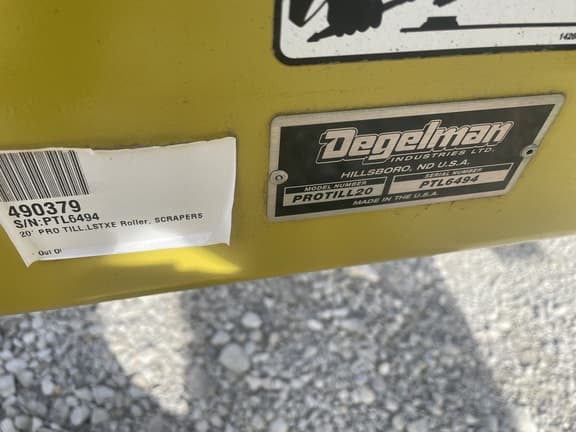 490379
S/N:PTL6494
20' PRO TILL,LSTXE Roller, SCRAPERS
Degelman
INDUSTRIES LTD.
HILLSBORO, ND U.S.A.
MODEL NUMBER
PROTILL20
SERIAL NUMBER
PTL6494
MADE IN THE U.S.A.